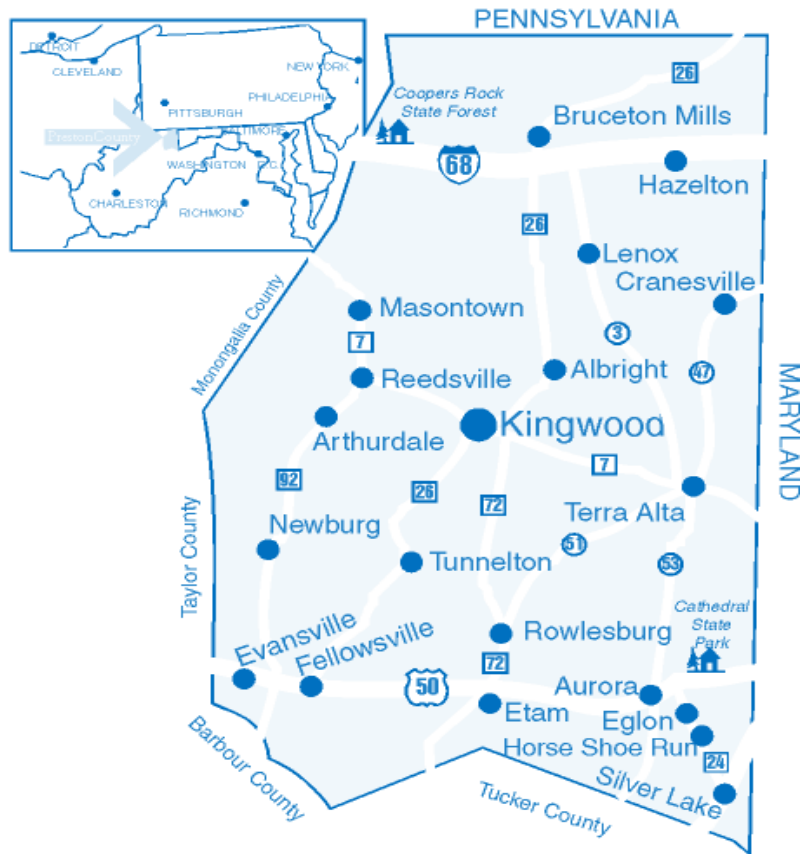 PENNSYLVANIA
DETROIT
CLEVELAND
NEW YORK
PHILADELPHIA
PITTSBURGH
PrestonCounty
BALTIMORE
WASHINGTON D.C.
CHARLESTON
RICHMOND
26
Coopers Rock
State Forest
Bruceton Mills
68
Hazelton
26
Lenox
Cranesville
Monongalia County
Masontown
3
7
Albright
47
Reedsville
MARYLAND
Kingwood
Arthurdale
7
92
26
72
Terra Alta
Newburg
51
Taylor County
Tunnelton
53
Cathedral
State
Park
Evansville
Fellowsville
Rowlesburg
72
50
Aurora
Etam
Eglon
Horse Shoe Run
24
Barbour County
Silver Lake
Tucker County